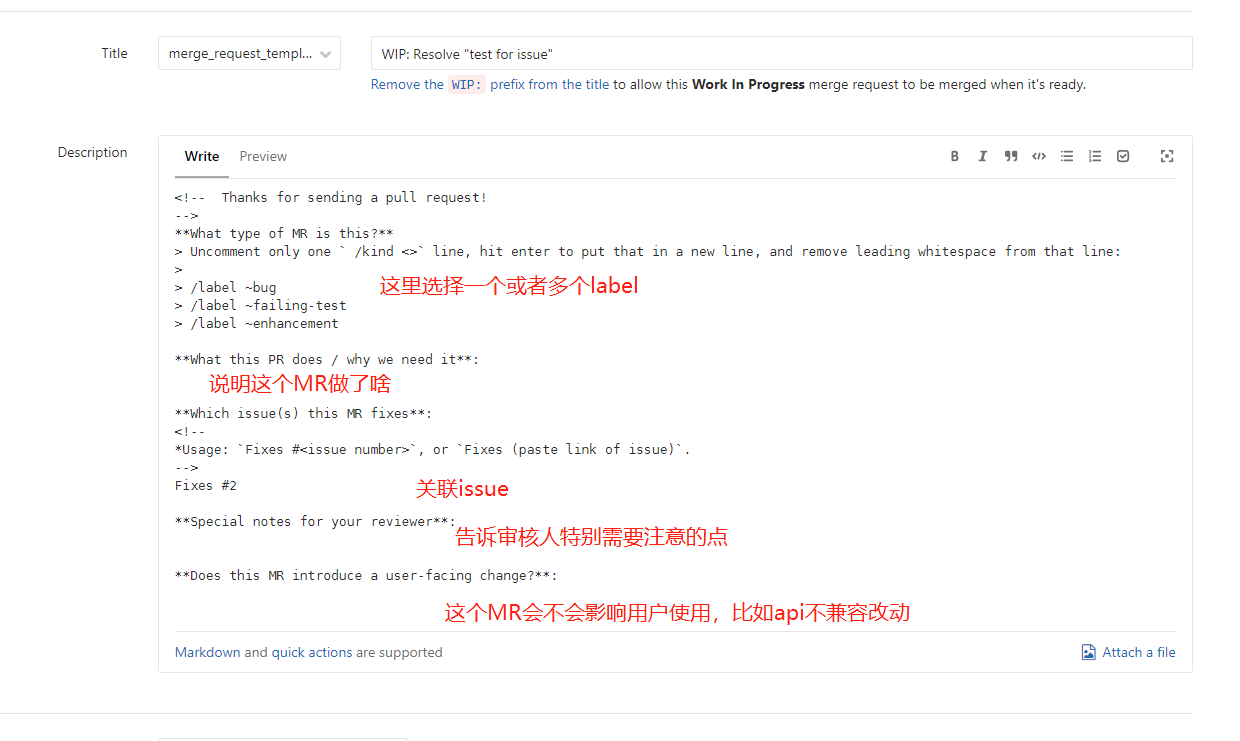 Title
merge_request_templ...
WIP: Resolve "test for issue"
Remove the WIP: prefix from the title to allow this Work In Progress merge request to be merged when it's ready.
Description
Write Preview
<!--  Thanks for sending a pull request!
-->
**What type of MR is this?**
> Uncomment only one ` /kind <>` line, hit enter to put that in a new line, and remove leading whitespace from that line:
>
> /label ~bug
这里选择一个或者多个label
> /label ~failing-test
> /label ~enhancement
**What this PR does / why we need it**:
说明这个MR做了啥
**Which issue(s) this MR fixes**:
<!--
*Usage: `Fixes #<issue number>`, or `Fixes (paste link of issue)`.
-->
Fixes #2
关联issue
**Special notes for your reviewer**:
告诉审核人特别需要注意的点
**Does this MR introduce a user-facing change?**:
这个MR会不会影响用户使用，比如api不兼容改动
Markdown and quick actions are supported
Attach a file